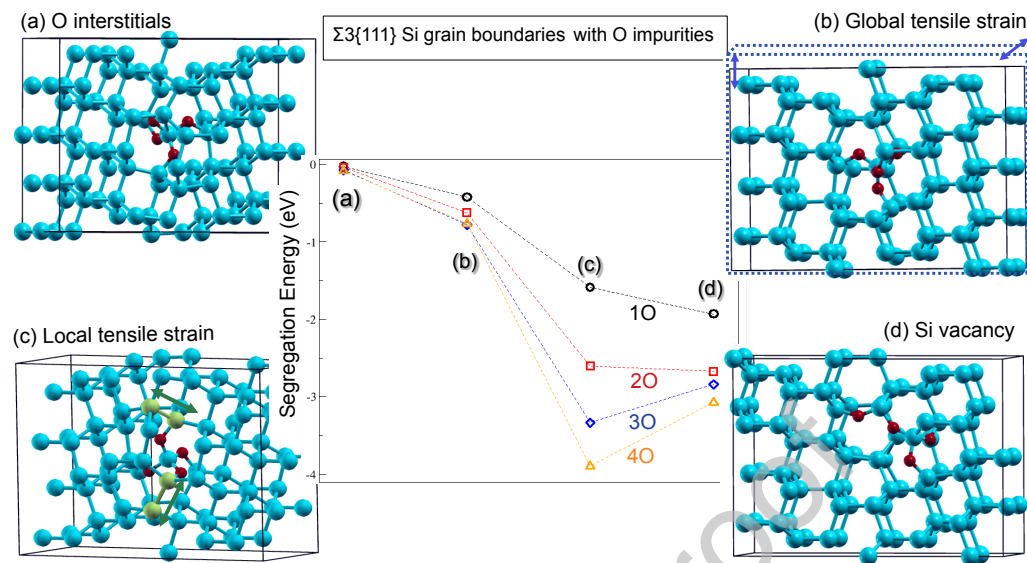 (a) O interstitials
Σ3{111} Si grain boundaries with O impurities
(b) Global tensile strain
Segregation Energy (eV)
0
-1
-2
-3
-4
(a)
(b)
(c)
(d)
1O
2O
3O
4O
(c) Local tensile strain
(d) Si vacancy
roof